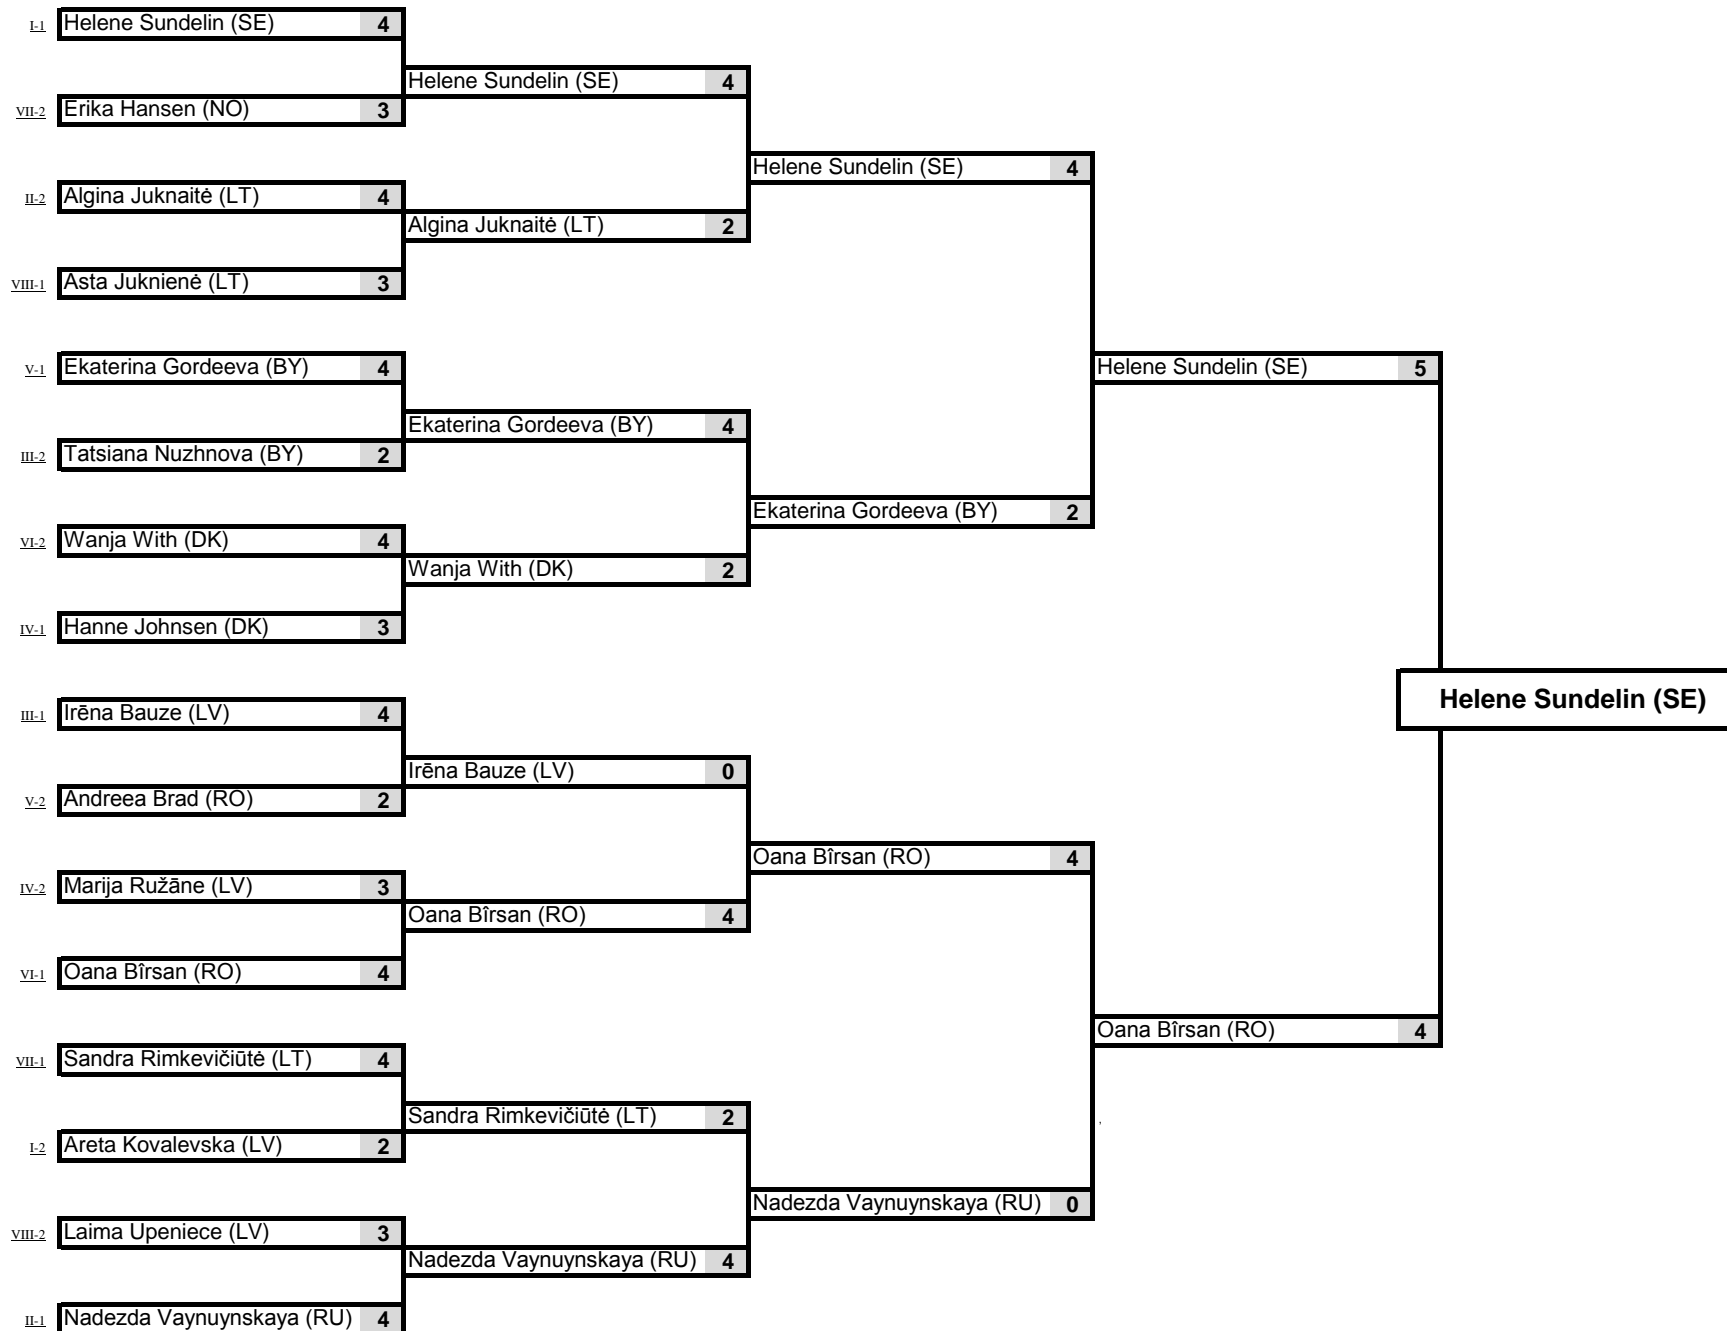 I-1 Helene Sundelin (SE) 4
Helene Sundelin (SE) 4
VII-2 Erika Hansen (NO) 3
Helene Sundelin (SE) 4
II-2 Algina Juknaitė (LT) 4
Algina Juknaitė (LT) 2
VIII-1 Asta Juknienė (LT) 3
V-1 Ekaterina Gordeeva (BY) 4
Helene Sundelin (SE) 5
Ekaterina Gordeeva (BY) 4
III-2 Tatsiana Nuzhnova (BY) 2
Ekaterina Gordeeva (BY) 2
VI-2 Wanja With (DK) 4
Wanja With (DK) 2
IV-1 Hanne Johnsen (DK) 3
Helene Sundelin (SE)
III-1 Irēna Bauze (LV) 4
Irēna Bauze (LV) 0
V-2 Andreea Brad (RO) 2
Oana Bîrsan (RO) 4
IV-2 Marija Ružāne (LV) 3
Oana Bîrsan (RO) 4
VI-1 Oana Bîrsan (RO) 4
Oana Bîrsan (RO) 4
VII-1 Sandra Rimkevičiūtė (LT) 4
Sandra Rimkevičiūtė (LT) 2
,
I-2 Areta Kovalevska (LV) 2
Nadezda Vaynuynskaya (RU) 0
VIII-2 Laima Upeniece (LV) 3
Nadezda Vaynuynskaya (RU) 4
II-1 Nadezda Vaynuynskaya (RU) 4